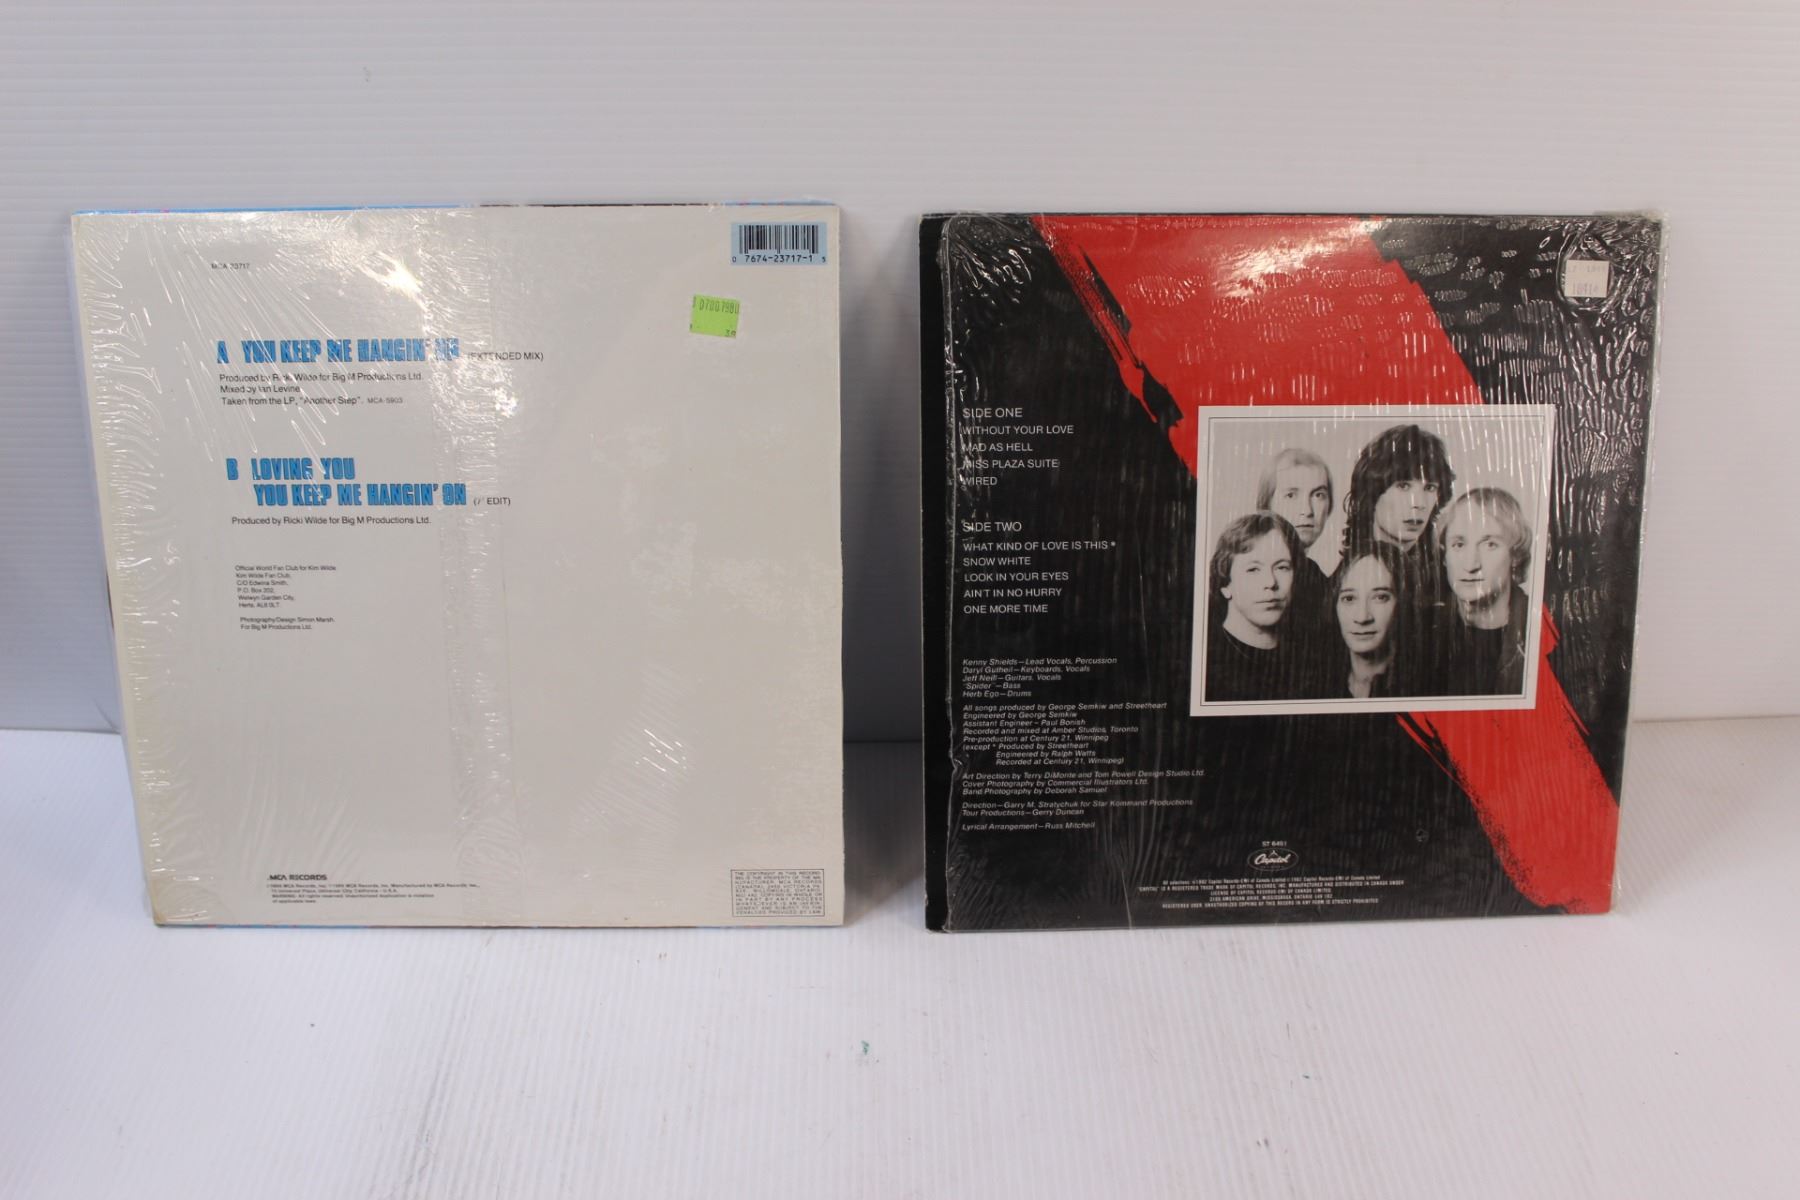 MCA-23717
0 7674-23717-1 5
A YOU KEEP ME HANGIN' ON (EXTENDED MIX)
Produced by Ricki Wilde for Big M Productions Ltd.
Mixed by Ian Levine
Taken from the LP, "Another Step". MCA-5903
B LOVING YOU
YOU KEEP ME HANGIN' ON (7" EDIT)
Produced by Ricki Wilde for Big M Productions Ltd.
Official World Fan Club for Kim Wilde
Kim Wilde Fan Club,
C/O Edwina Smith,
P.O. Box 202,
Welwyn Garden City,
Herts, AL8 9LT.
Photography/Design Simon Marsh.
For Big M Productions Ltd.
MCA RECORDS
SIDE ONE
WITHOUT YOUR LOVE
MAD AS HELL
MISS PLAZA SUITE
WIRED
SIDE TWO
WHAT KIND OF LOVE IS THIS *
SNOW WHITE
LOOK IN YOUR EYES
AIN'T IN NO HURRY
ONE MORE TIME
Kenny Shields—Lead Vocals, Percussion
Daryl Gutheil—Keyboards, Vocals
Jeff Neill—Guitars, Vocals
"Spider"—Bass
Herb Ego—Drums
All songs produced by George Semkiw and Streetheart
Engineered by George Semkiw
Assistant Engineer – Paul Bonish
Recorded and mixed at Amber Studios, Toronto
Pre-production at Century 21, Winnipeg
(except * Produced by Streetheart
Engineered by Ralph Watts
Recorded at Century 21, Winnipeg)
Art Direction by Terry DiMonte and Tom Powell Design Studio Ltd.
Cover Photography by Commercial Illustrators Ltd.
Band Photography by Deborah Samuel
Direction—Garry M. Stratychuk for Star Kommand Productions
Tour Productions—Gerry Duncan
Lyrical Arrangement—Russ Mitchell
ST 6451
Capitol